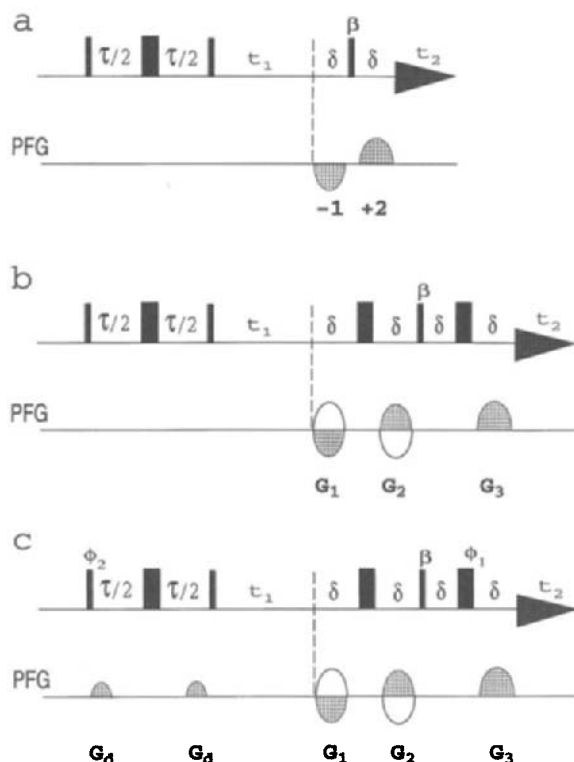 a
β
τ/2 τ/2 t₁ δ δ t₂
PFG
-1 +2
b
β
τ/2 τ/2 t₁ δ δ δ δ t₂
PFG
G₁ G₂ G₃
c
ϕ₂ β ϕ₁
τ/2 τ/2 t₁ δ δ δ δ t₂
PFG
G_d G_d G₁ G₂ G₃